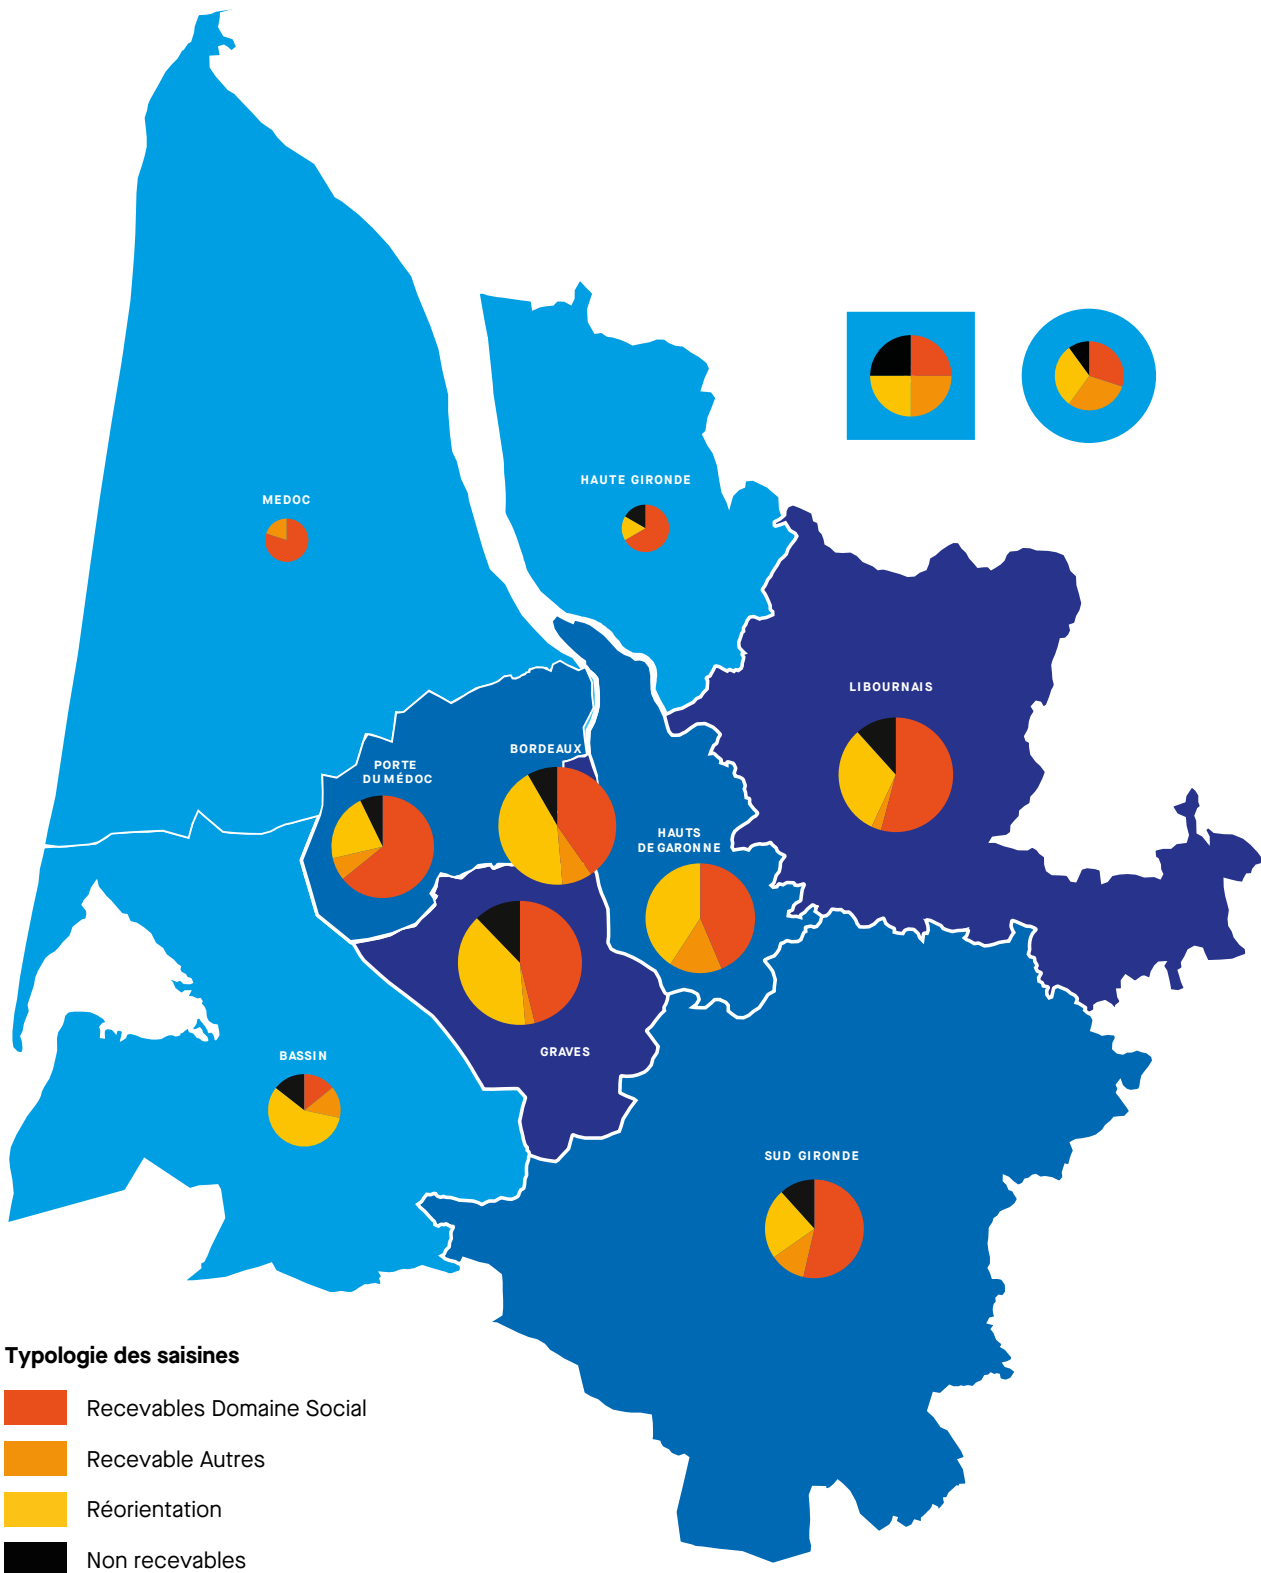 HAUTE GIRONDE
MEDOC
LIBOURNAIS
BORDEAUX
PORTE
DU MÉDOC
HAUTS
DE GARONNE
GRAVES
BASSIN
SUD GIRONDE
Typologie des saisines
Recevables Domaine Social
Recevable Autres
Réorientation
Non recevables